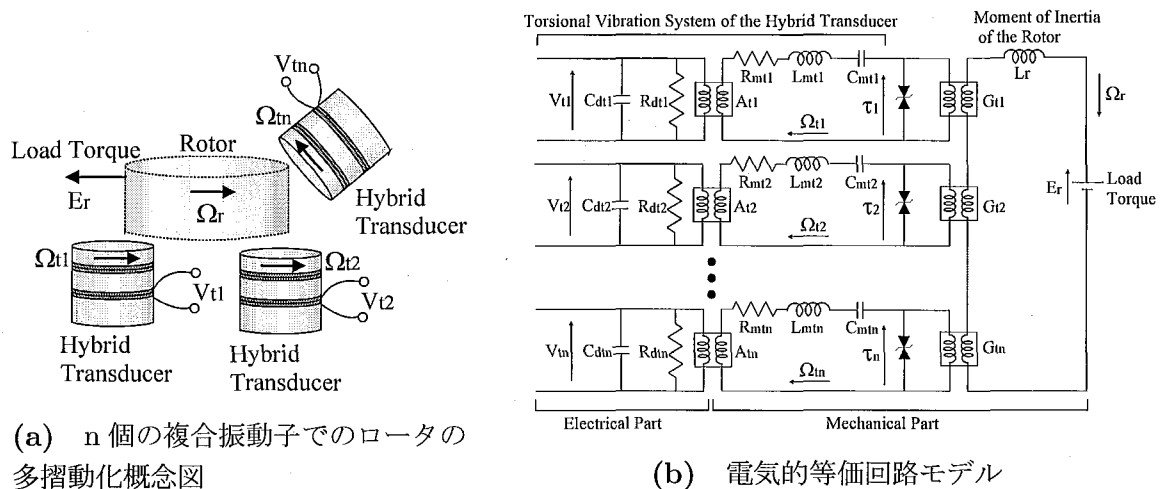 Vtn
Ωtn
Load Torque
Rotor
Er
Ωr
Hybrid
Transducer
Ωt1
Ωt2
Vt1
Vt2
Hybrid
Transducer
Hybrid
Transducer
(a) n 個の複合振動子でのロータの
多摺動化概念図
Torsional Vibration System of the Hybrid Transducer
Moment of Inertia
of the Rotor
Lr
Rmt1 Lmt1 Cmt1
Vt1 Cdt1 Rdt1 At1 τ1 Gt1
Ωt1
Ωr
Rmt2 Lmt2 Cmt2
Vt2 Cdt2 Rdt2 At2 τ2 Gt2
Ωt2
Er
Load
Torque
Rmtn Lmtn Cmtn
Vtn Cdtn Rdtn Atn τn Gtn
Ωtn
Electrical Part
Mechanical Part
(b) 電気的等価回路モデル